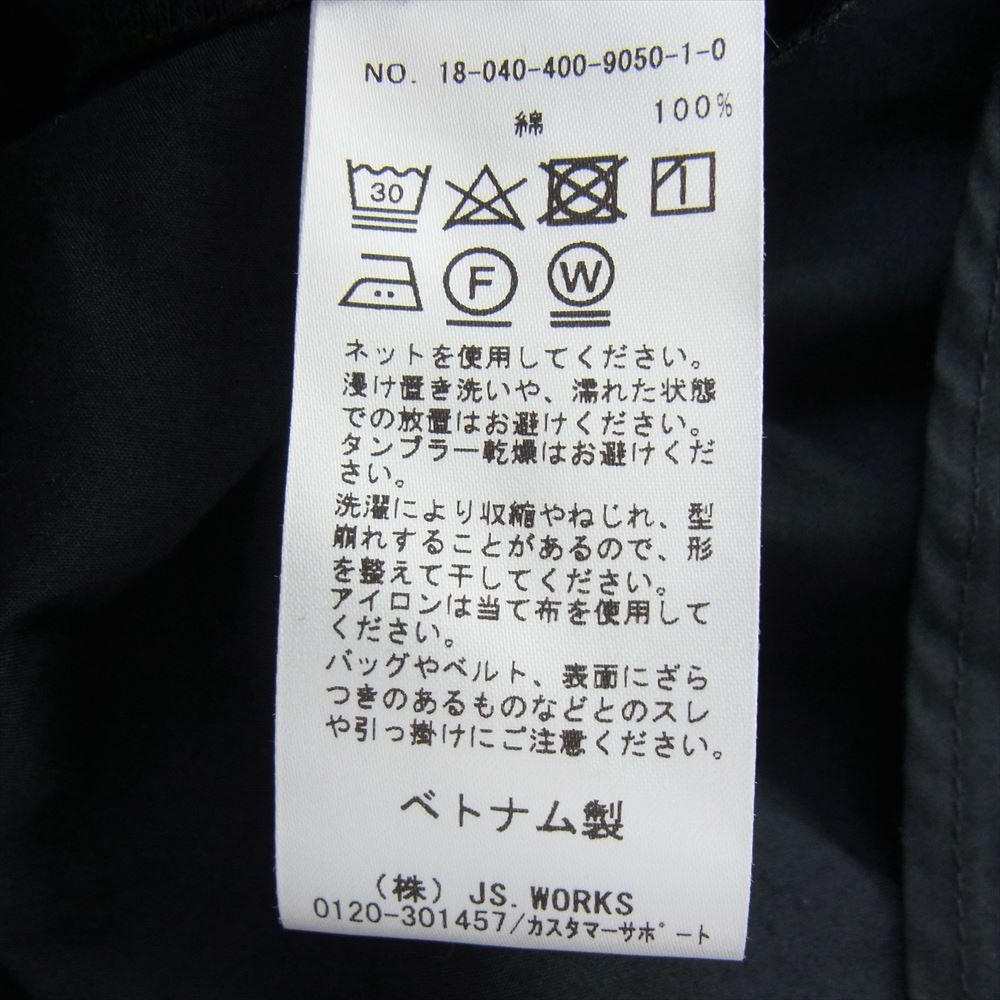 NO. 18-040-400-9050-1-0
綿 100%
30
F W
ネットを使用してください。
浸け置き洗いや、濡れた状態
での放置はお避けください。
タンブラー乾燥はお避けくだ
さい。
洗濯により収縮やねじれ、型
崩れすることがあるので、形
を整えて干してください。
アイロンは当て布を使用して
ください。
バッグやベルト、表面にざら
つきのあるものなどとのスレ
や引っ掛けにご注意ください。
ベトナム製
(株) JS. WORKS
0120-301457/カスタマーサポート